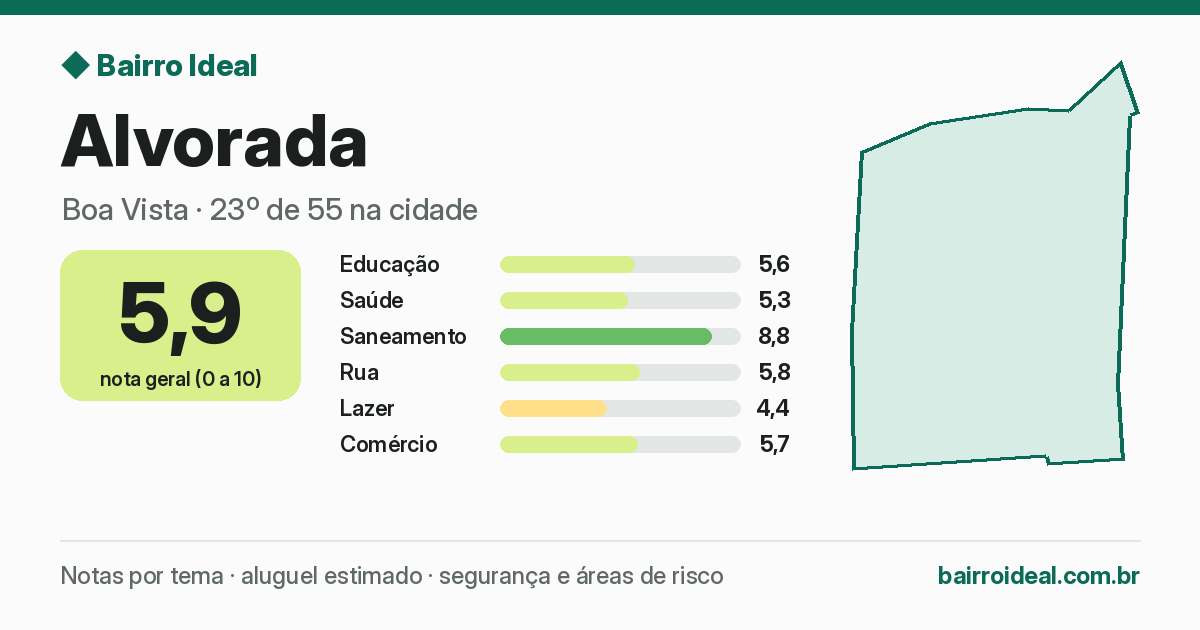 Bairro Ideal
Alvorada
Boa Vista · 23º de 55 na cidade
5,9
nota geral (0 a 10)
Educação 5,6
Saúde 5,3
Saneamento 8,8
Rua 5,8
Lazer 4,4
Comércio 5,7
Notas por tema · aluguel estimado · segurança e áreas de risco
bairroideal.com.br